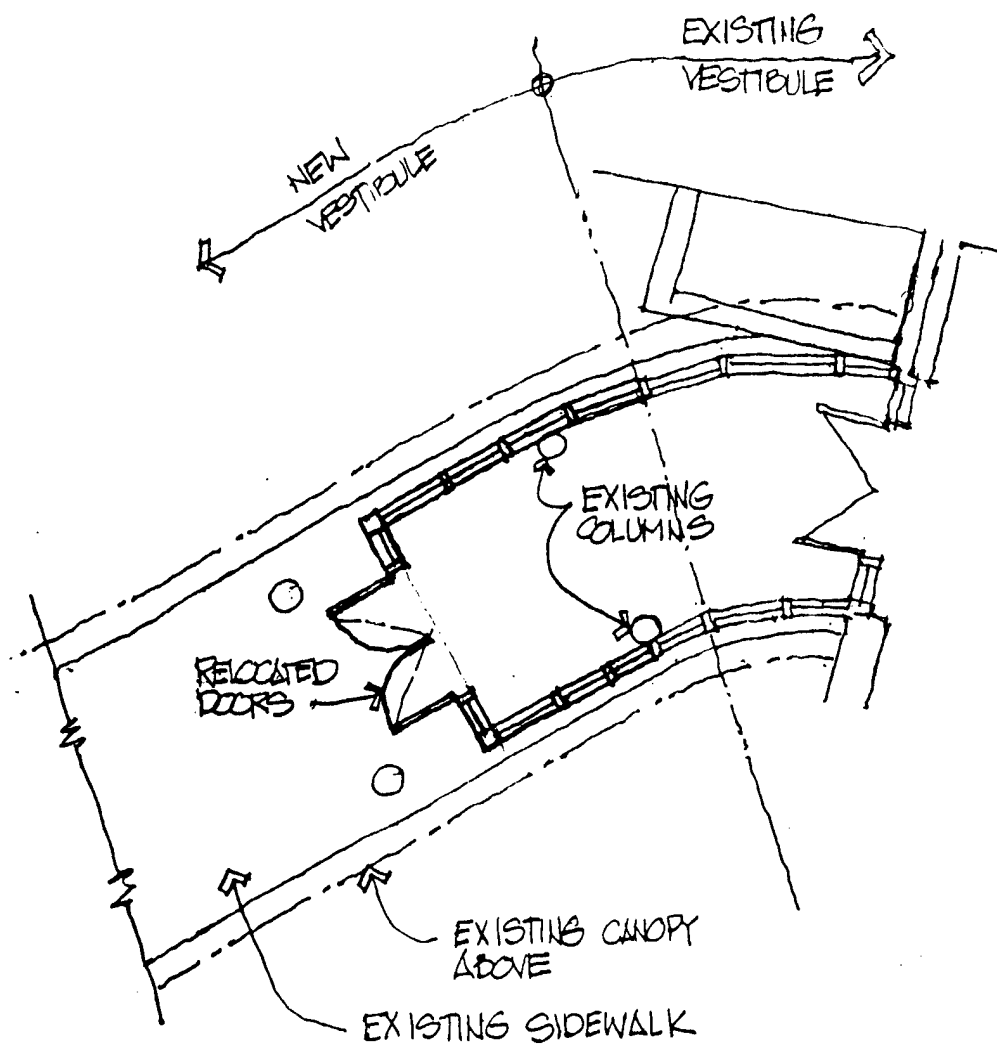 EXISTING
VESTIBULE
NEW
VESTIBULE
EXISTING
COLUMNS
RELOCATED
DOORS
EXISTING CANOPY
ABOVE
EXISTING SIDEWALK